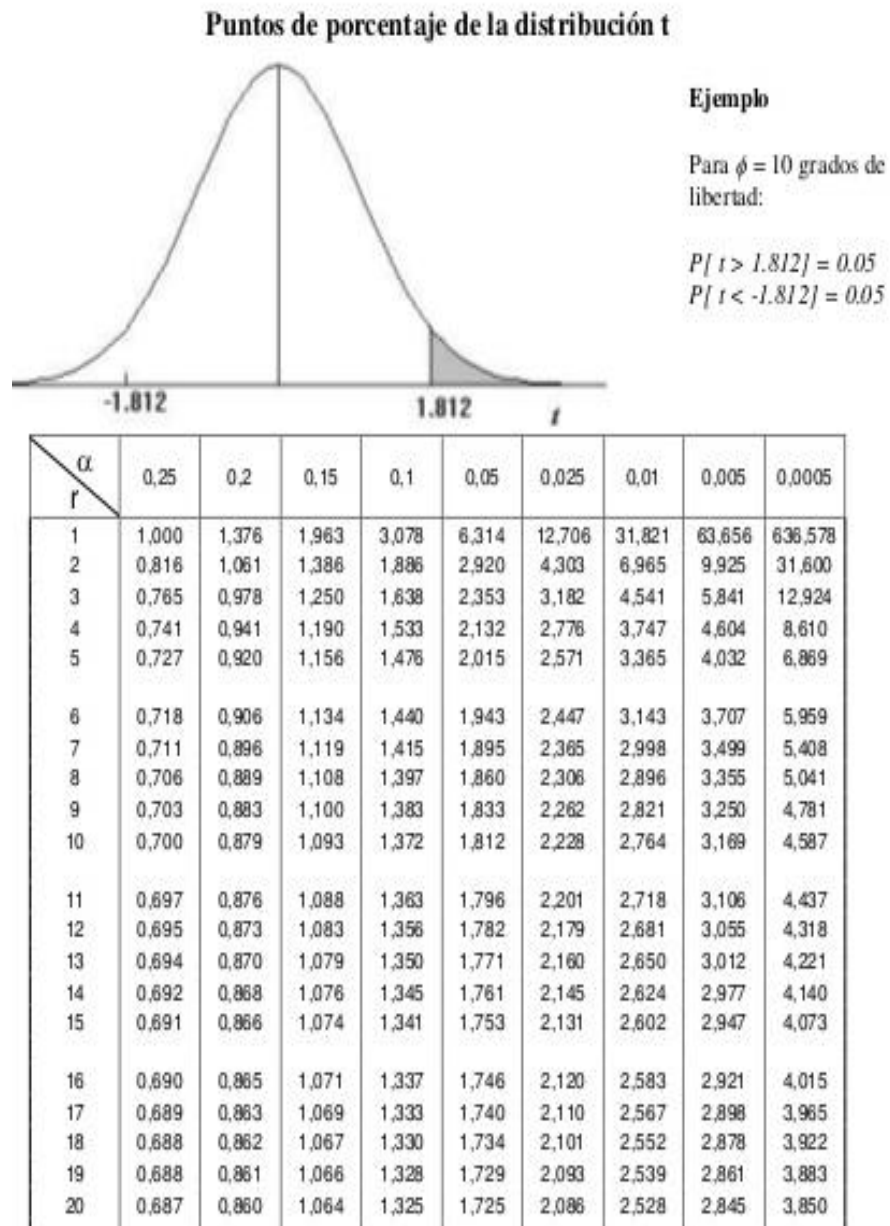 Puntos de porcentaje de la distribución t
Ejemplo
Para ϕ = 10 grados de
libertad:
P[ t > 1.812] = 0.05
P[ t < -1.812] = 0.05
-1.812 1.812 t
α
r 0,25 0,2 0,15 0,1 0,05 0,025 0,01 0,005 0,0005
1 1,000 1,376 1,963 3,078 6,314 12,706 31,821 63,656 636,578
2 0,816 1,061 1,386 1,886 2,920 4,303 6,965 9,925 31,600
3 0,765 0,978 1,250 1,638 2,353 3,182 4,541 5,841 12,924
4 0,741 0,941 1,190 1,533 2,132 2,776 3,747 4,604 8,610
5 0,727 0,920 1,156 1,476 2,015 2,571 3,365 4,032 6,869
6 0,718 0,906 1,134 1,440 1,943 2,447 3,143 3,707 5,959
7 0,711 0,896 1,119 1,415 1,895 2,365 2,998 3,499 5,408
8 0,706 0,889 1,108 1,397 1,860 2,306 2,896 3,355 5,041
9 0,703 0,883 1,100 1,383 1,833 2,262 2,821 3,250 4,781
10 0,700 0,879 1,093 1,372 1,812 2,228 2,764 3,169 4,587
11 0,697 0,876 1,088 1,363 1,796 2,201 2,718 3,106 4,437
12 0,695 0,873 1,083 1,356 1,782 2,179 2,681 3,055 4,318
13 0,694 0,870 1,079 1,350 1,771 2,160 2,650 3,012 4,221
14 0,692 0,868 1,076 1,345 1,761 2,145 2,624 2,977 4,140
15 0,691 0,866 1,074 1,341 1,753 2,131 2,602 2,947 4,073
16 0,690 0,865 1,071 1,337 1,746 2,120 2,583 2,921 4,015
17 0,689 0,863 1,069 1,333 1,740 2,110 2,567 2,898 3,965
18 0,688 0,862 1,067 1,330 1,734 2,101 2,552 2,878 3,922
19 0,688 0,861 1,066 1,328 1,729 2,093 2,539 2,861 3,883
20 0,687 0,860 1,064 1,325 1,725 2,086 2,528 2,845 3,850